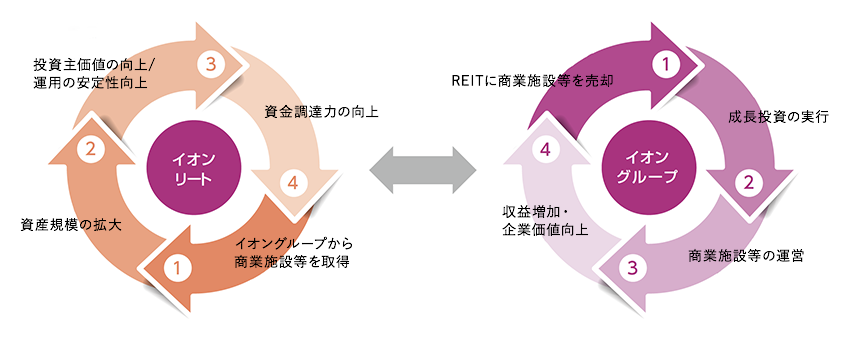 投資主価値の向上/
運用の安定性向上
3
資金調達力の向上
4
2
イオン
リート
資産規模の拡大
1
イオングループから
商業施設等を取得
REITに商業施設等を売却
1
成長投資の実行
2
4
イオン
グループ
収益増加・
企業価値向上
3
商業施設等の運営